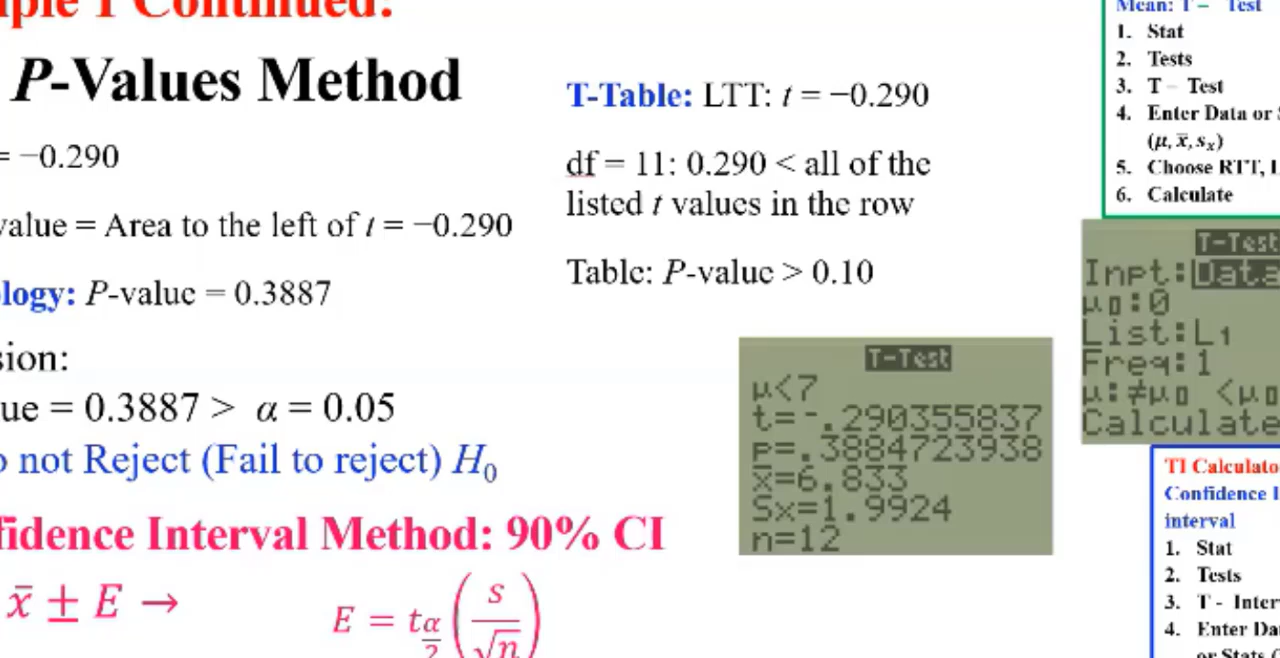 ple 1 Continued:
P-Values Method
= −0.290
value = Area to the left of t = −0.290
ology: P-value = 0.3887
sion:
ue = 0.3887 > α = 0.05
o not Reject (Fail to reject) H₀
fidence Interval Method: 90% CI
x̄ ± E → E = t α/2 (s/√n)
T-Table: LTT: t = −0.290
df = 11: 0.290 < all of the
listed t values in the row
Table: P-value > 0.10
T-Test
μ<7
t=-.290355837
p=.3884723938
x̄=6.833
Sx=1.9924
n=12
Mean: T – Test
1. Stat
2. Tests
3. T – Test
4. Enter Data or S
(μ, x̄, sₓ)
5. Choose RTT, L
6. Calculate
T-Test
Inpt:Data
μ₀:0
List:L₁
Freq:1
μ:≠μ₀ <μ₀
Calculate
TI Calculato
Confidence I
interval
1. Stat
2. Tests
3. T - Inter
4. Enter Da
or Stats (